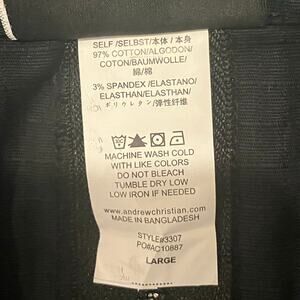 SELF/SELBST/本体/本身
97% COTTON/ALGODON/
COTON/BAUMWOLLE/
綿/棉
3% SPANDEX/ELASTANO/
ELASTHAN/ELASTHAN/
ポリウレタン/弹性纤维
MACHINE WASH COLD
WITH LIKE COLORS
DO NOT BLEACH
TUMBLE DRY LOW
LOW IRON IF NEEDED
www.andrewchristian.com
MADE IN BANGLADESH
STYLE#3307
PO#AC10887
LARGE